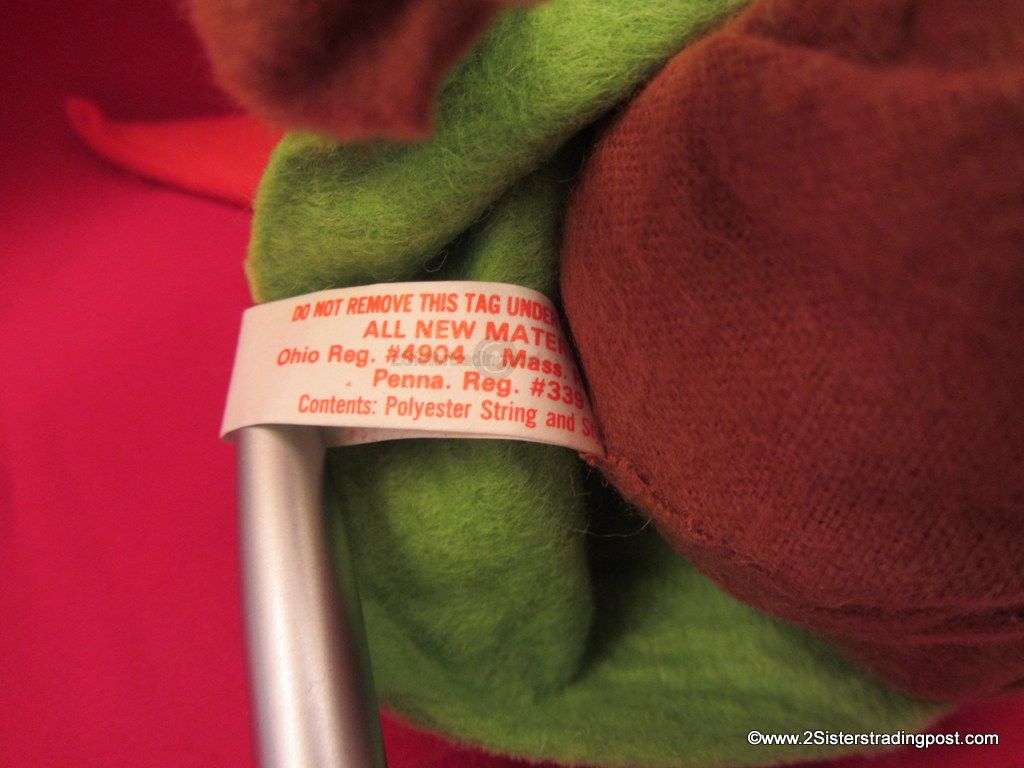 DO NOT REMOVE THIS TAG UNDER
ALL NEW MATE
Ohio Reg. #4904 Mass.
Penna. Reg. #339
Contents: Polyester String and
©www.2Sisterstradingpost.com